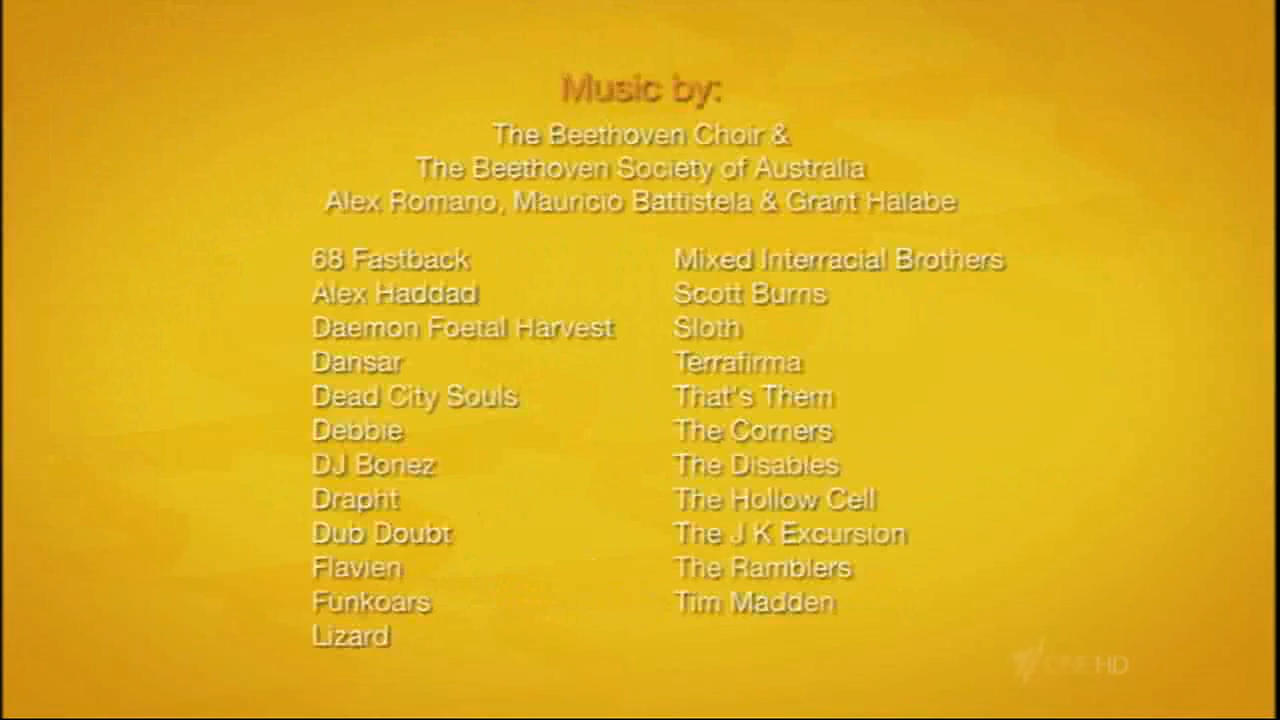 Music by:
The Beethoven Choir &
The Beethoven Society of Australia
Alex Romano, Mauricio Battistela & Grant Halabe
68 Fastback
Alex Haddad
Daemon Foetal Harvest
Dansar
Dead City Souls
Debbie
DJ Bonez
Drapht
Dub Doubt
Flavien
Funkoars
Lizard
Mixed Interracial Brothers
Scott Burns
Sloth
Terrafirma
That's Them
The Corners
The Disables
The Hollow Cell
The J K Excursion
The Ramblers
Tim Madden
ONE HD